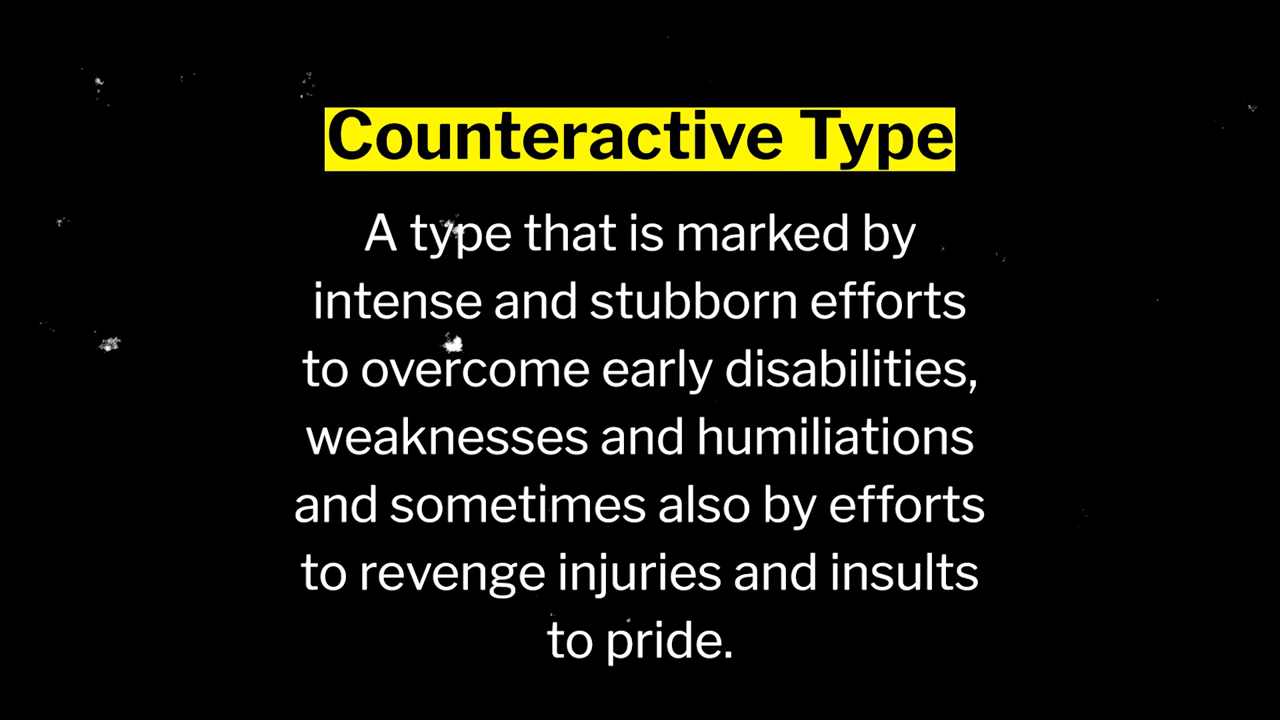 Counteractive Type
A type that is marked by
intense and stubborn efforts
to overcome early disabilities,
weaknesses and humiliations
and sometimes also by efforts
to revenge injuries and insults
to pride.